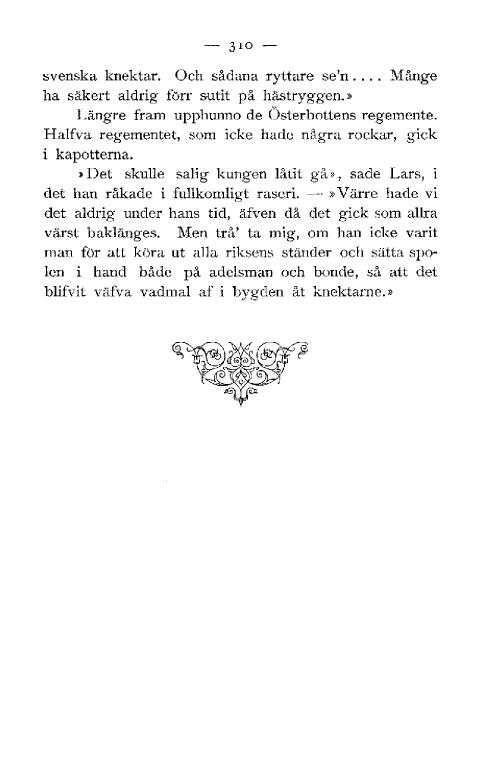 — 310 —
svenska knektar. Och sådana ryttare se'n.... Månge
ha säkert aldrig förr sutit på hästryggen.»
Längre fram upphunno de Österbottens regemente.
Halfva regementet, som icke hade några rockar, gick
i kapotterna.
»Det skulle salig kungen låtit gå», sade Lars, i
det han råkade i fullkomligt raseri. — »Värre hade vi
det aldrig under hans tid, äfven då det gick som allra
värst baklänges. Men trå' ta mig, om han icke varit
man för att köra ut alla riksens ständer och sätta spo-
len i hand både på adelsman och bonde, så att det
blifvit väfva vadmal af i bygden åt knektarne.»